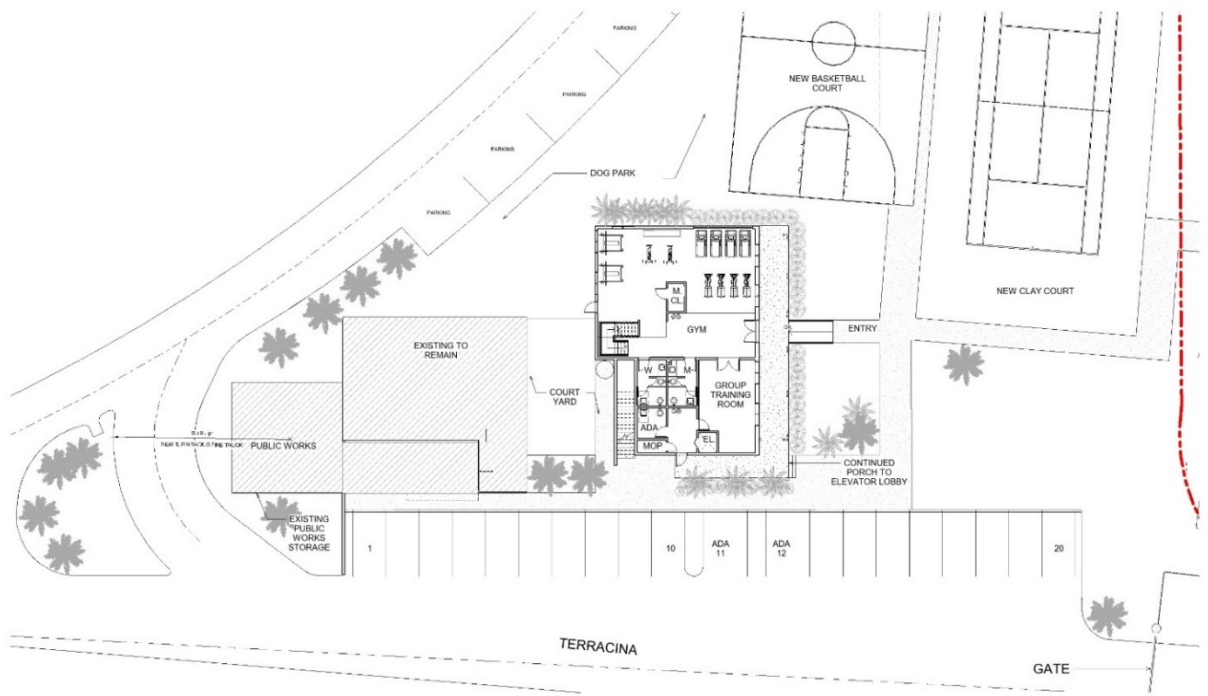 PARKING
PARKING
PARKING
PARKING
NEW BASKETBALL
COURT
DOG PARK
NEW CLAY COURT
M.
CL.
GYM
ENTRY
EXISTING TO
REMAIN
COURT
YARD
W
M
GROUP
TRAINING
ROOM
ADA
MOP
EL.
PUBLIC WORKS
CONTINUED
PORCH TO
ELEVATOR LOBBY
EXISTING
PUBLIC
WORKS
STORAGE
1
10
ADA
11
ADA
12
20
TERRACINA
GATE